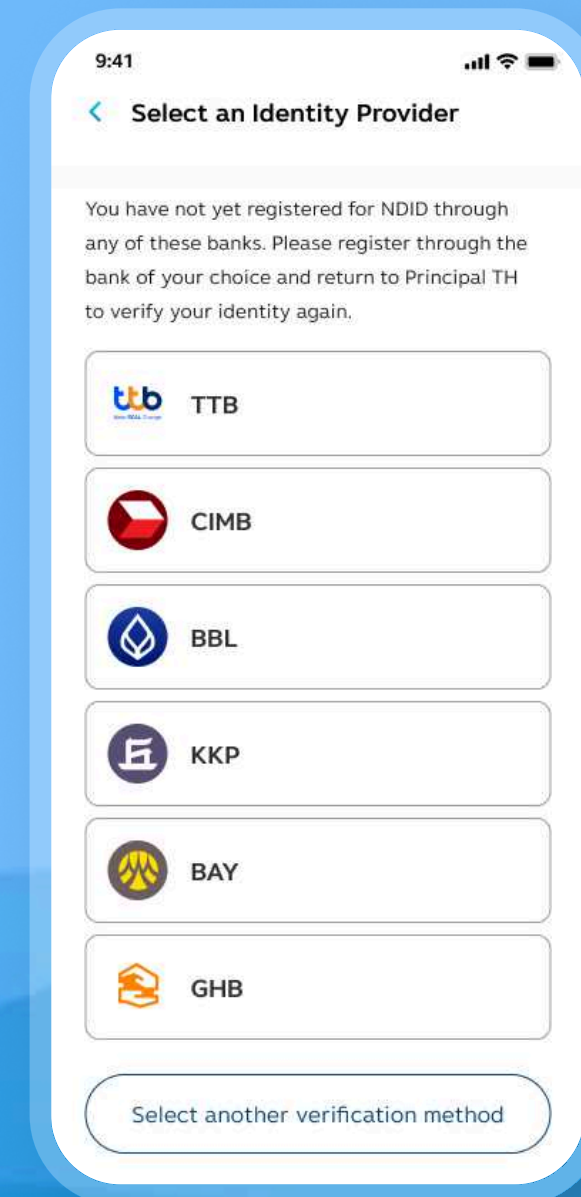 9:41
Select an Identity Provider
You have not yet registered for NDID through
any of these banks. Please register through the
bank of your choice and return to Principal TH
to verify your identity again.
ttb
TTB
CIMB
BBL
KKP
BAY
GHB
Select another verification method